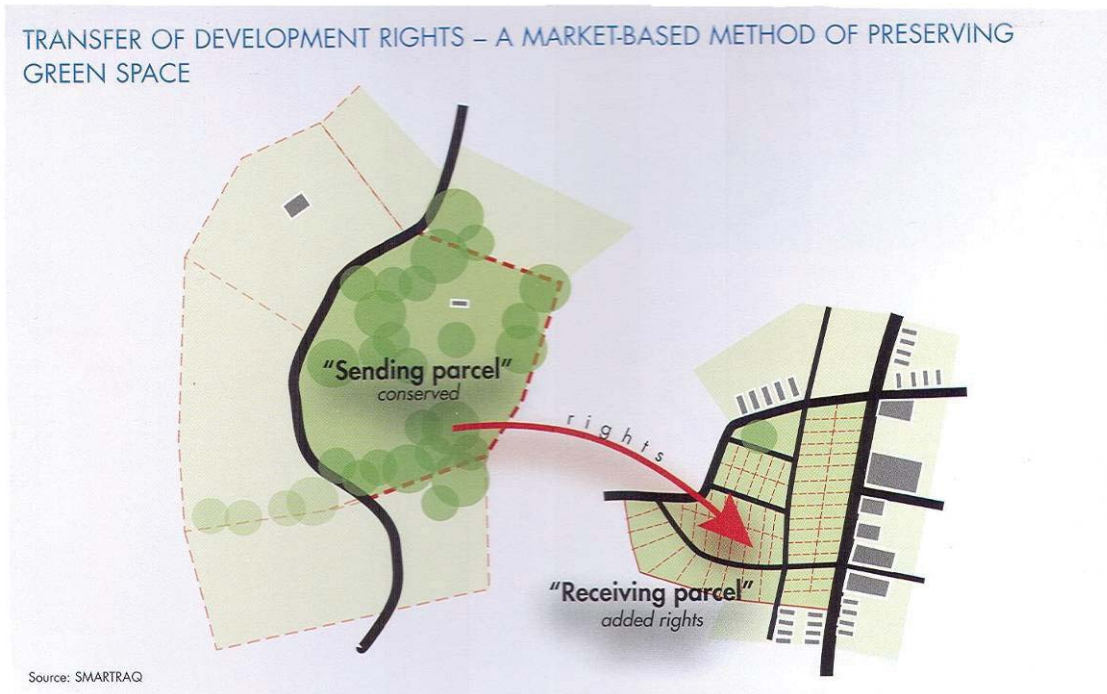 TRANSFER OF DEVELOPMENT RIGHTS – A MARKET-BASED METHOD OF PRESERVING
GREEN SPACE
“Sending parcel”
conserved
rights
“Receiving parcel”
added rights
Source: SMARTRAQ